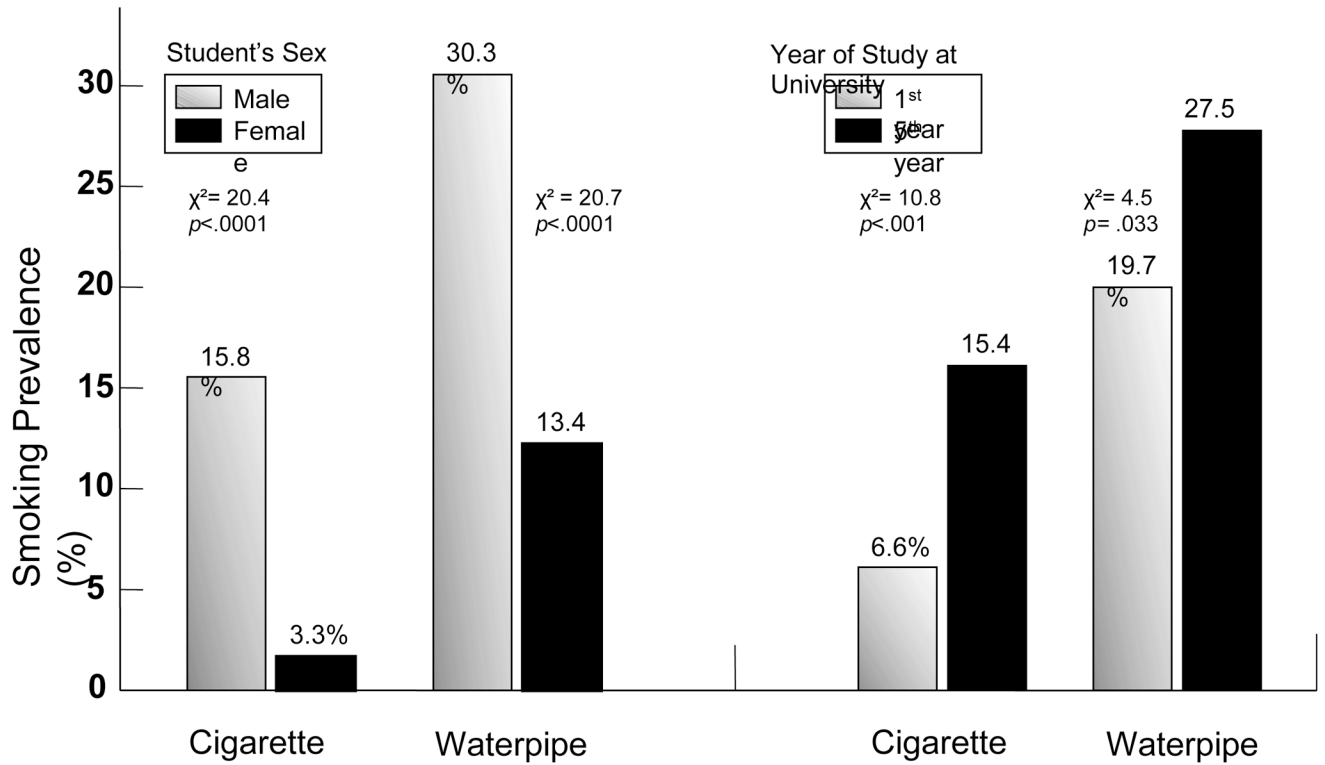 Student’s Sex
Male
Femal
e
χ²= 20.4
p<.0001
30.3
%
χ² = 20.7
p<.0001
15.8
%
3.3%
13.4
Year of Study at
University
1st
year
5th
year
χ²= 10.8
p<.001
χ²= 4.5
p= .033
27.5
19.7
%
15.4
6.6%
Smoking Prevalence
(%)
30
25
20
15
10
5
0
Cigarette
Waterpipe
Cigarette
Waterpipe